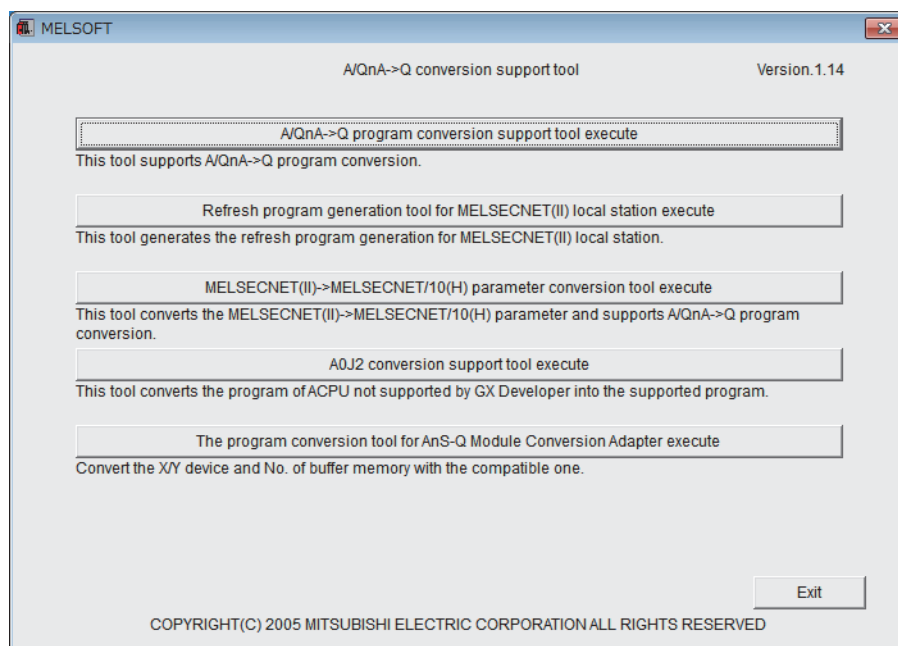 MELSOFT
A/QnA->Q conversion support tool Version.1.14
A/QnA->Q program conversion support tool execute
This tool supports A/QnA->Q program conversion.
Refresh program generation tool for MELSECNET(II) local station execute
This tool generates the refresh program generation for MELSECNET(II) local station.
MELSECNET(II)->MELSECNET/10(H) parameter conversion tool execute
This tool converts the MELSECNET(II)->MELSECNET/10(H) parameter and supports A/QnA->Q program
conversion.
A0J2 conversion support tool execute
This tool converts the program of ACPU not supported by GX Developer into the supported program.
The program conversion tool for AnS-Q Module Conversion Adapter execute
Convert the X/Y device and No. of buffer memory with the compatible one.
Exit
COPYRIGHT(C) 2005 MITSUBISHI ELECTRIC CORPORATION ALL RIGHTS RESERVED